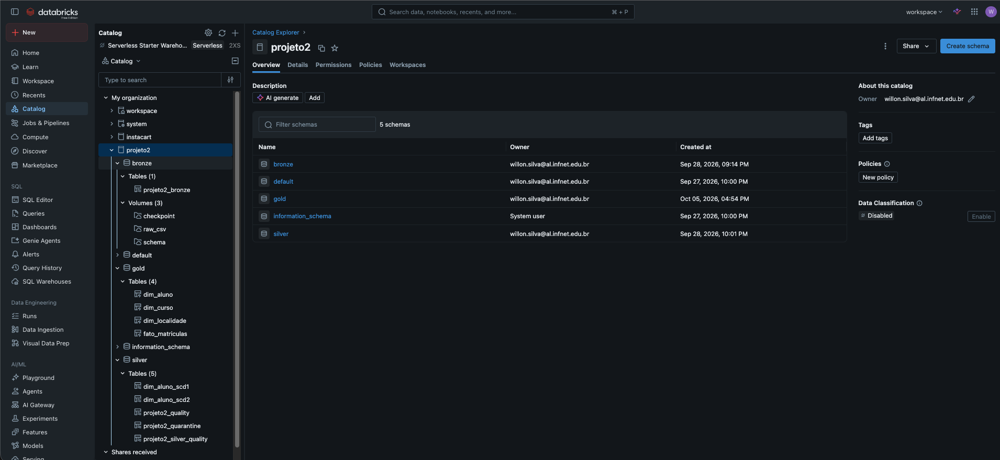 databricks
Free Edition
Search data, notebooks, recents, and more...
⌘ + P
workspace
W
New
Home
Learn
Workspace
Recents
Catalog
Jobs & Pipelines
Compute
Discover
Marketplace
SQL
SQL Editor
Queries
Dashboards
Genie Agents
Alerts
Query History
SQL Warehouses
Data Engineering
Runs
Data Ingestion
Visual Data Prep
AI/ML
Playground
Agents
AI Gateway
Experiments
Features
Models
Serving
Catalog
Serverless Starter Wareho... Serverless 2XS
Catalog
Type to search
My organization
workspace
system
instacart
projeto2
bronze
Tables (1)
projeto2_bronze
Volumes (3)
checkpoint
raw_csv
schema
default
gold
Tables (4)
dim_aluno
dim_curso
dim_localidade
fato_matriculas
information_schema
silver
Tables (5)
dim_aluno_scd1
dim_aluno_scd2
projeto2_quality
projeto2_quarantine
projeto2_silver_quality
Shares received
Catalog Explorer ›
projeto2
Share
Create schema
Overview Details Permissions Policies Workspaces
Description
AI generate Add
Filter schemas 5 schemas
Name Owner Created at
bronze willon.silva@al.infnet.edu.br Sep 28, 2026, 09:14 PM
default willon.silva@al.infnet.edu.br Sep 27, 2026, 10:00 PM
gold willon.silva@al.infnet.edu.br Oct 05, 2026, 04:54 PM
information_schema System user Sep 27, 2026, 10:00 PM
silver willon.silva@al.infnet.edu.br Sep 28, 2026, 10:01 PM
About this catalog
Owner willon.silva@al.infnet.edu.br
Tags
Add tags
Policies
New policy
Data Classification
Disabled Enable